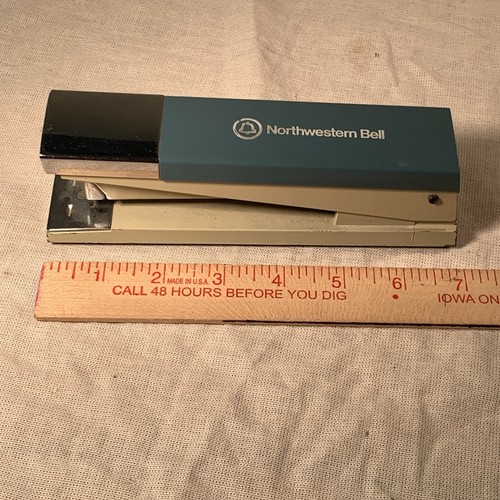 Northwestern Bell
1 2 MADE IN U.S.A. 3 4 5 6 7
CALL 48 HOURS BEFORE YOU DIG • IOWA ON